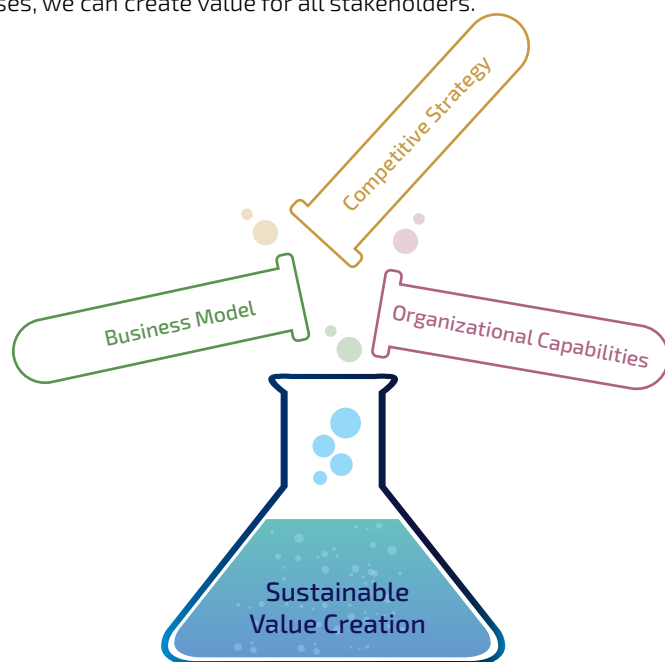 ses, we can create value for all stakeholders.
Competitive Strategy
Business Model
Organizational Capabilities
Sustainable
Value Creation